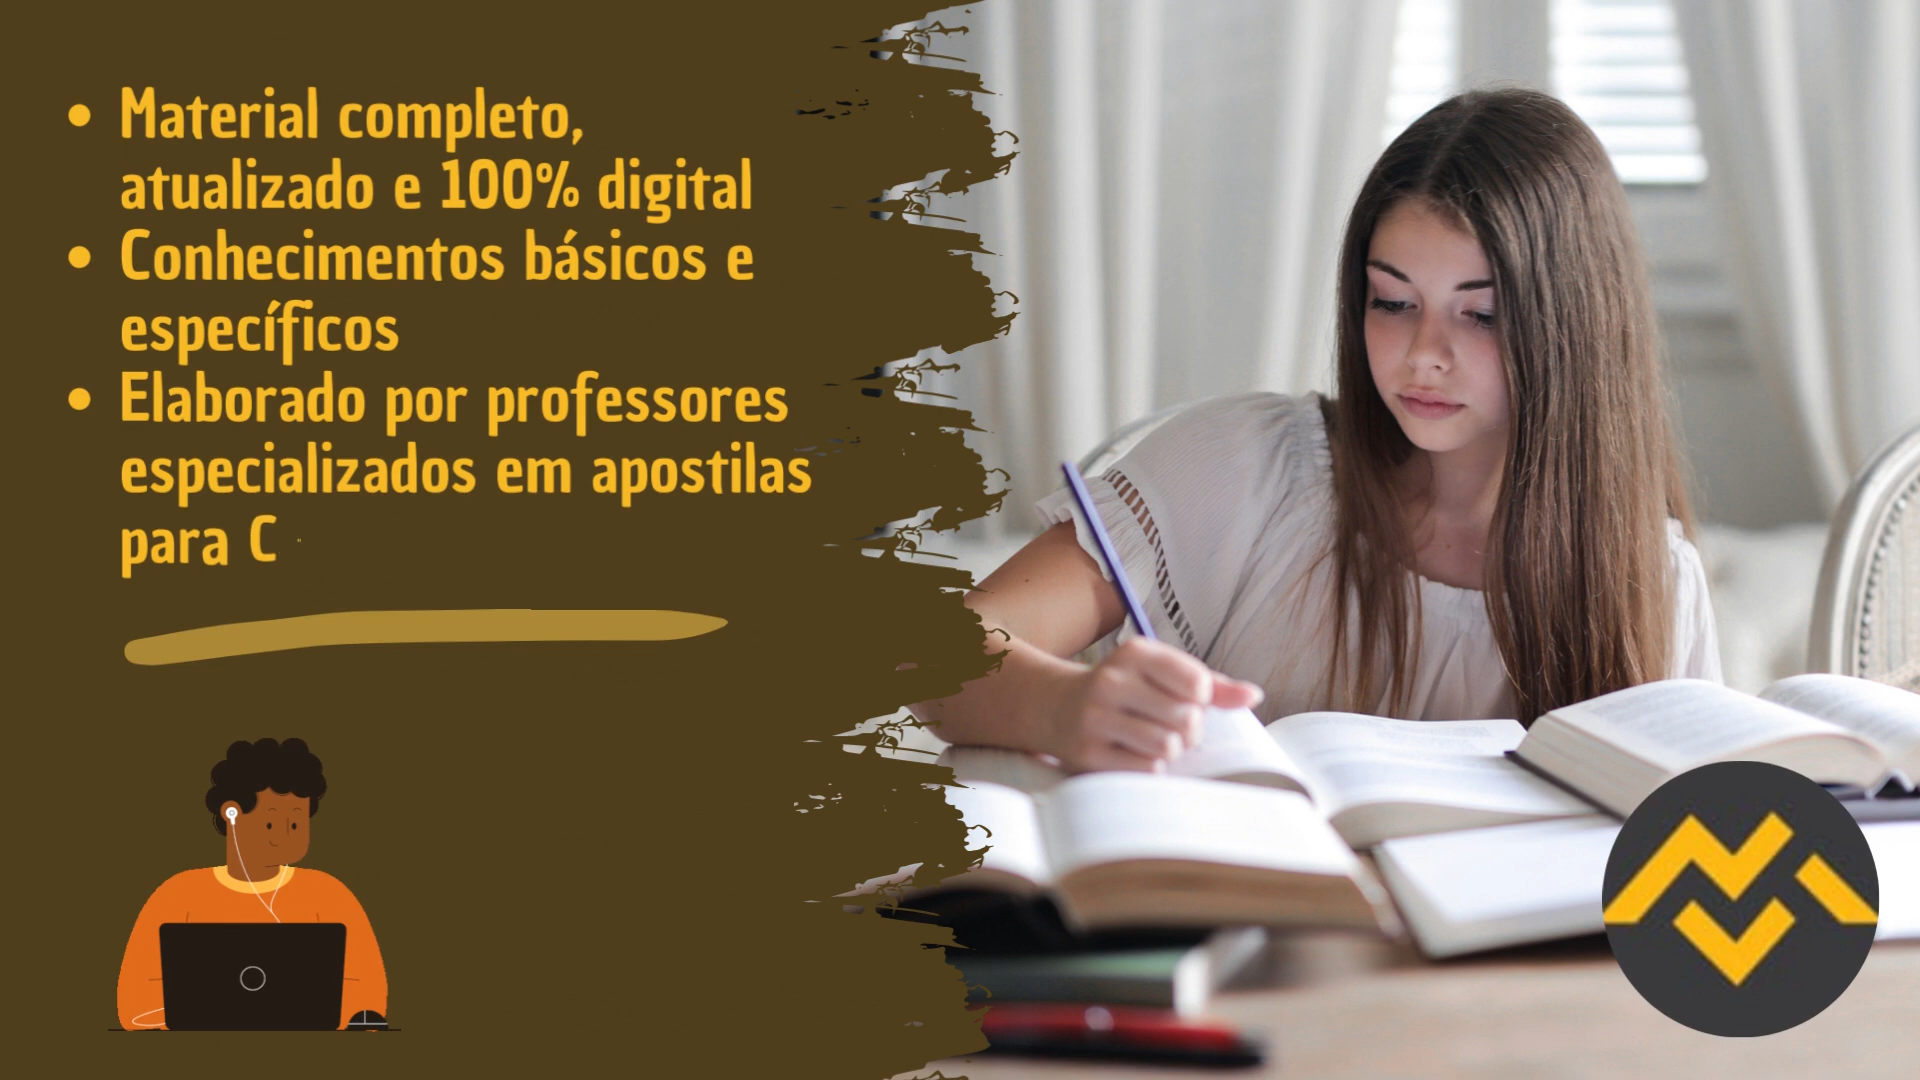 • Material completo,
atualizado e 100% digital
• Conhecimentos básicos e
específicos
• Elaborado por professores
especializados em apostilas
para C